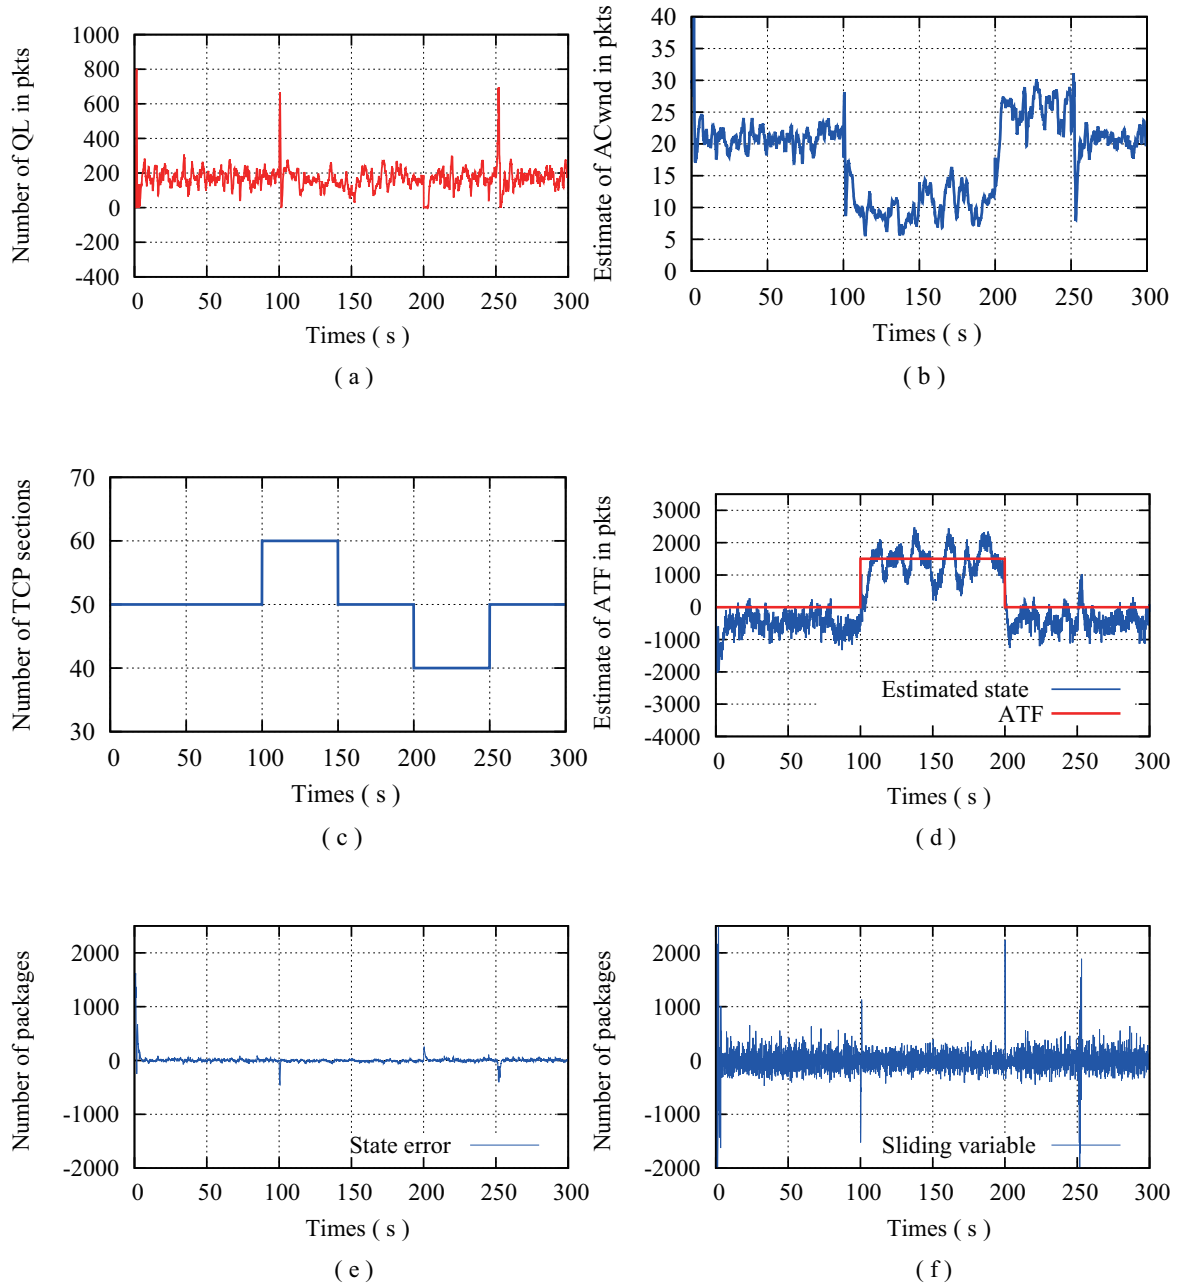 Number of QL in pkts
1000
800
600
400
200
0
-200
-400
0 50 100 150 200 250 300
Times ( s )
( a )
Estimate of ACwnd in pkts
40
35
30
25
20
15
10
5
0
0 50 100 150 200 250 300
Times ( s )
( b )
Number of TCP sections
70
60
50
40
30
0 50 100 150 200 250 300
Times ( s )
( c )
Estimate of ATF in pkts
3000
2000
1000
0
-1000
-2000
-3000
-4000
Estimated state
ATF
0 50 100 150 200 250 300
Times ( s )
( d )
Number of packages
2000
1000
0
-1000
-2000
State error
0 50 100 150 200 250 300
Times ( s )
( e )
Number of packages
2000
1000
0
-1000
-2000
Sliding variable
0 50 100 150 200 250 300
Times ( s )
( f )